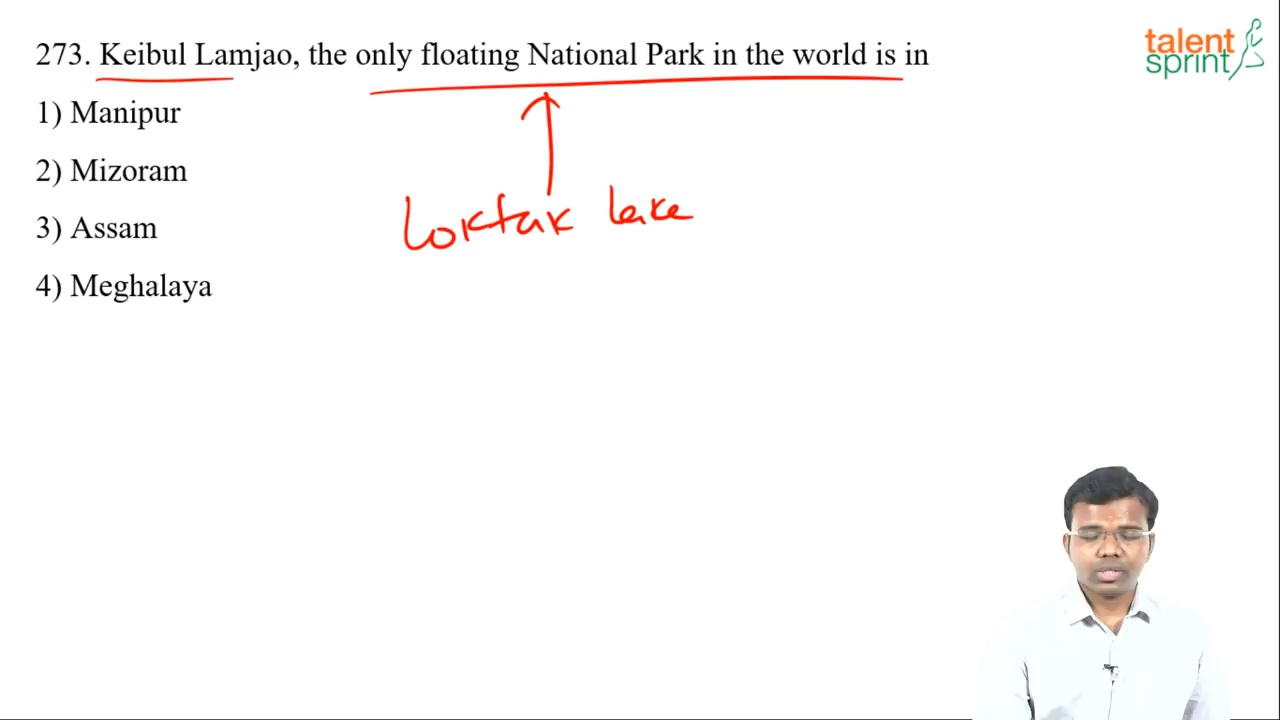 273. Keibul Lamjao, the only floating National Park in the world is in
1) Manipur
2) Mizoram
3) Assam
4) Meghalaya
loktak lake
talent
sprint